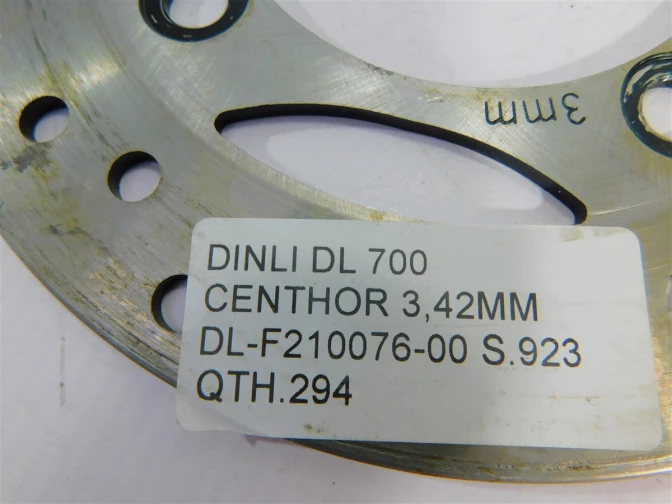 3mm
DINLI DL 700
CENTHOR 3,42MM
DL-F210076-00 S.923
QTH.294